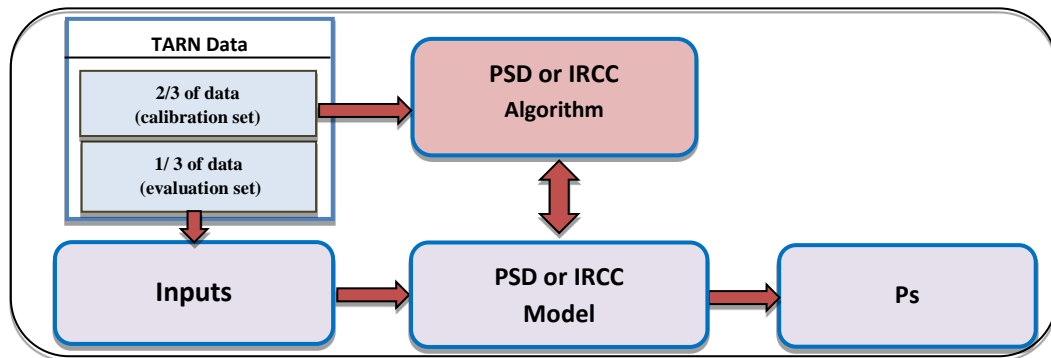 TARN Data
2/3 of data
(calibration set)
1/ 3 of data
(evaluation set)
PSD or IRCC
Algorithm
Inputs
PSD or IRCC
Model
Ps